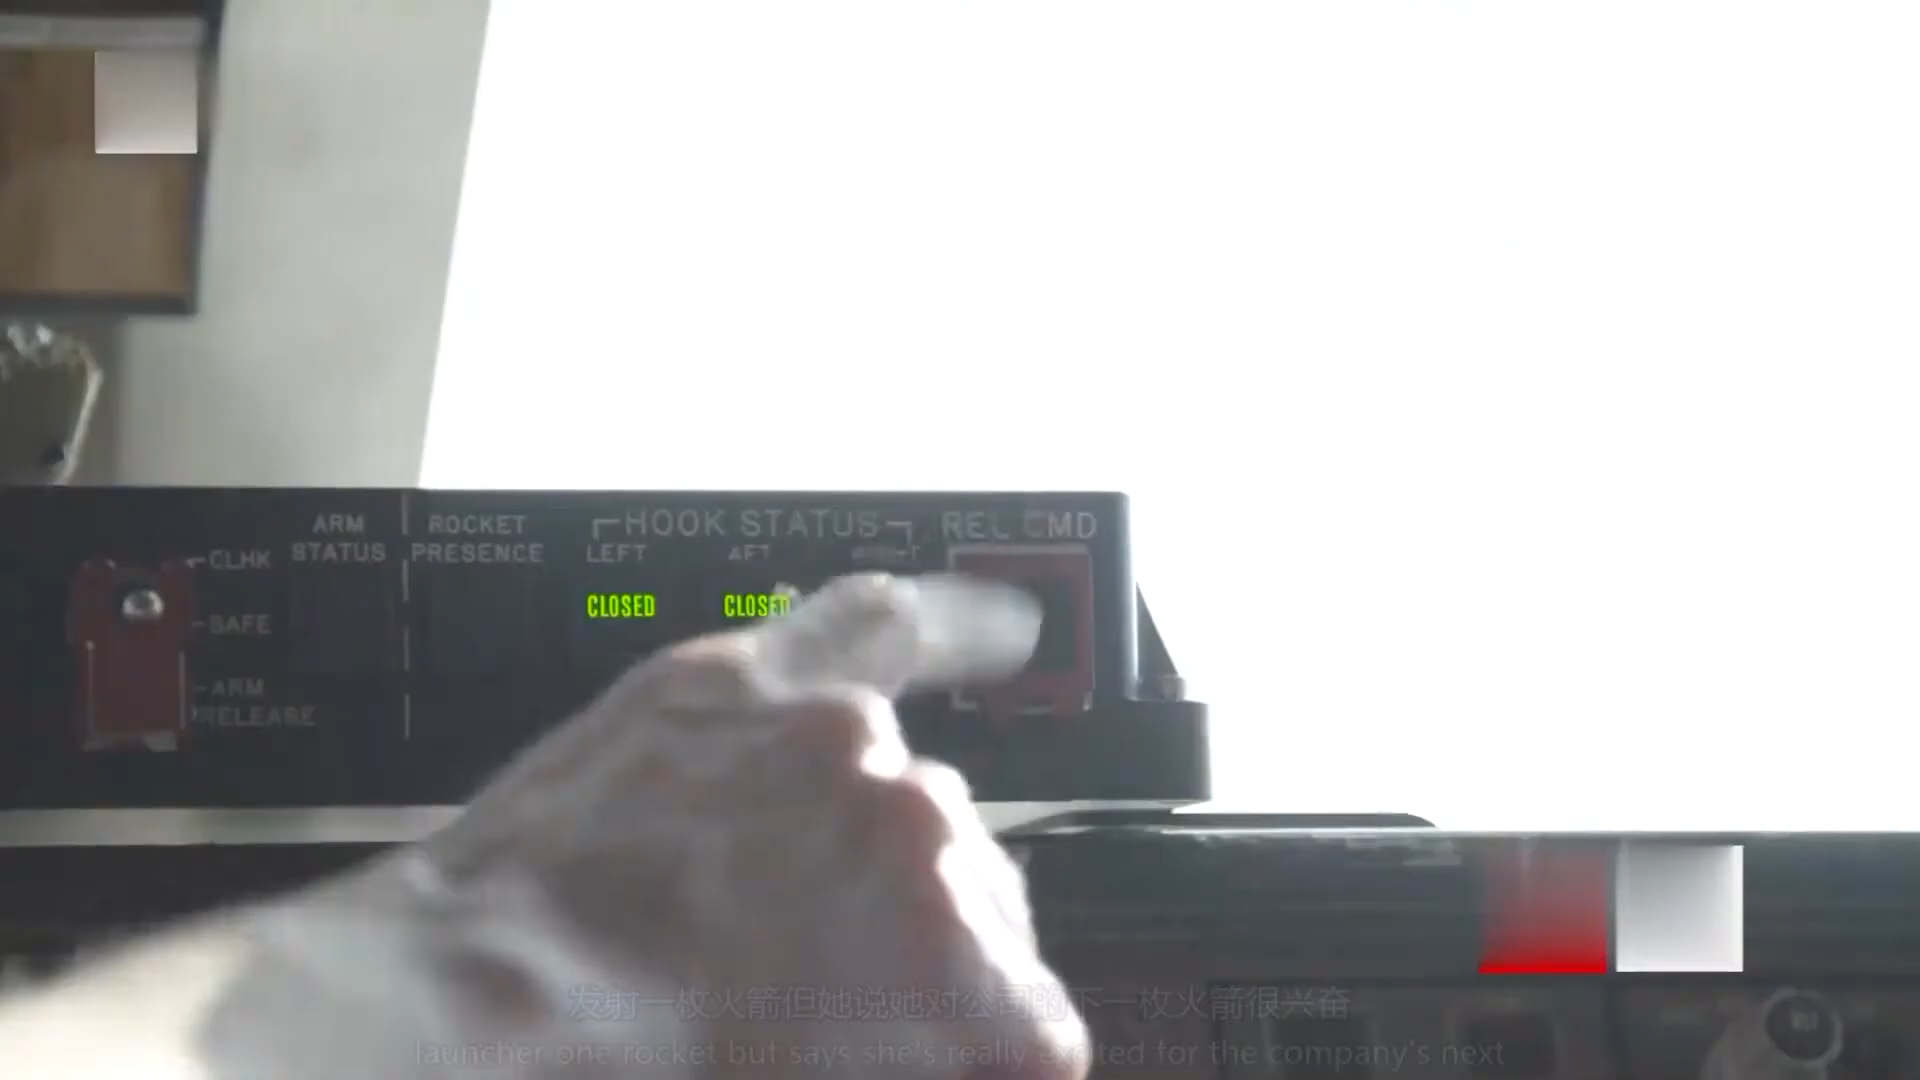 ARM
STATUS
ROCKET
PRESENCE
HOOK STATUS
LEFT
AFT
REL CMD
CLHK
SAFE
ARM
RELEASE
CLOSED
CLOSED
发射一枚火箭但她说她对公司的下一枚火箭很兴奋
launcher one rocket but says she's really excited for the company's next